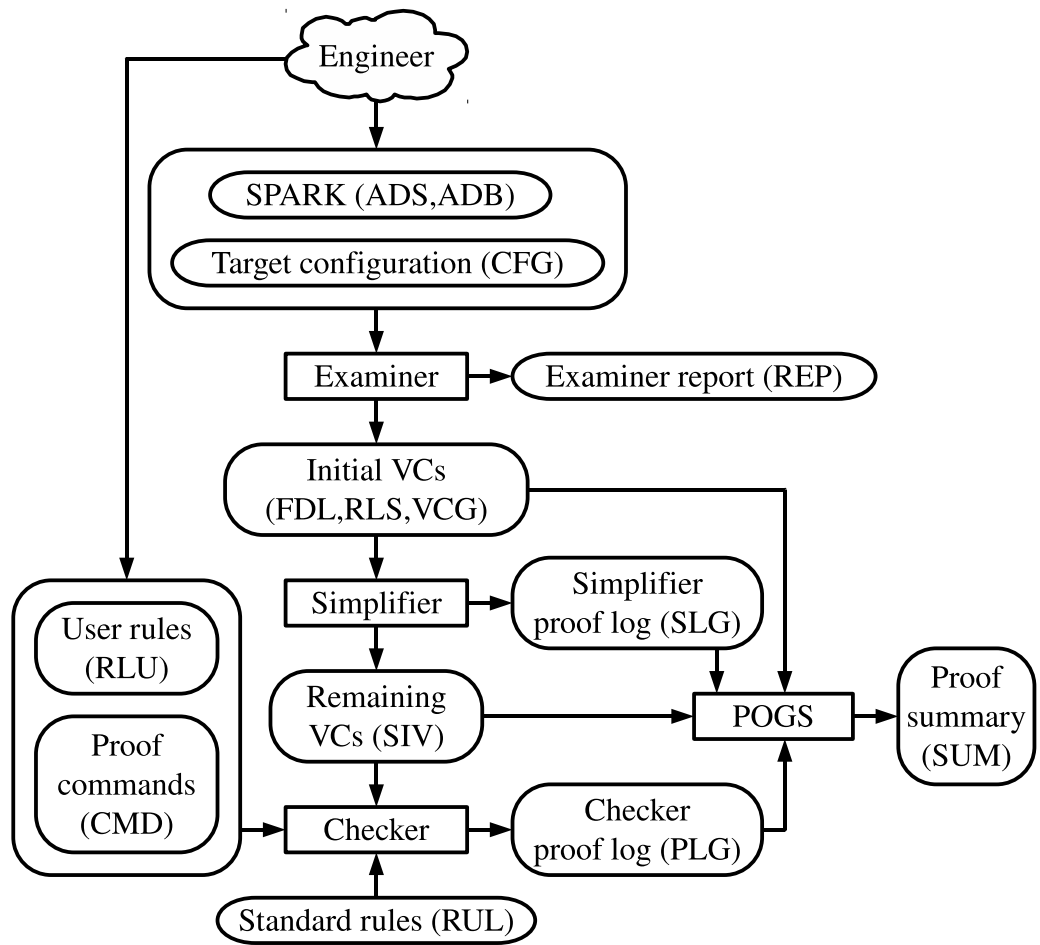 Engineer
SPARK (ADS,ADB)
Target configuration (CFG)
Examiner
Examiner report (REP)
Initial VCs
(FDL,RLS,VCG)
Simplifier
Simplifier
proof log (SLG)
User rules
(RLU)
Remaining
VCs (SIV)
POGS
Proof
summary
(SUM)
Proof
commands
(CMD)
Checker
Checker
proof log (PLG)
Standard rules (RUL)